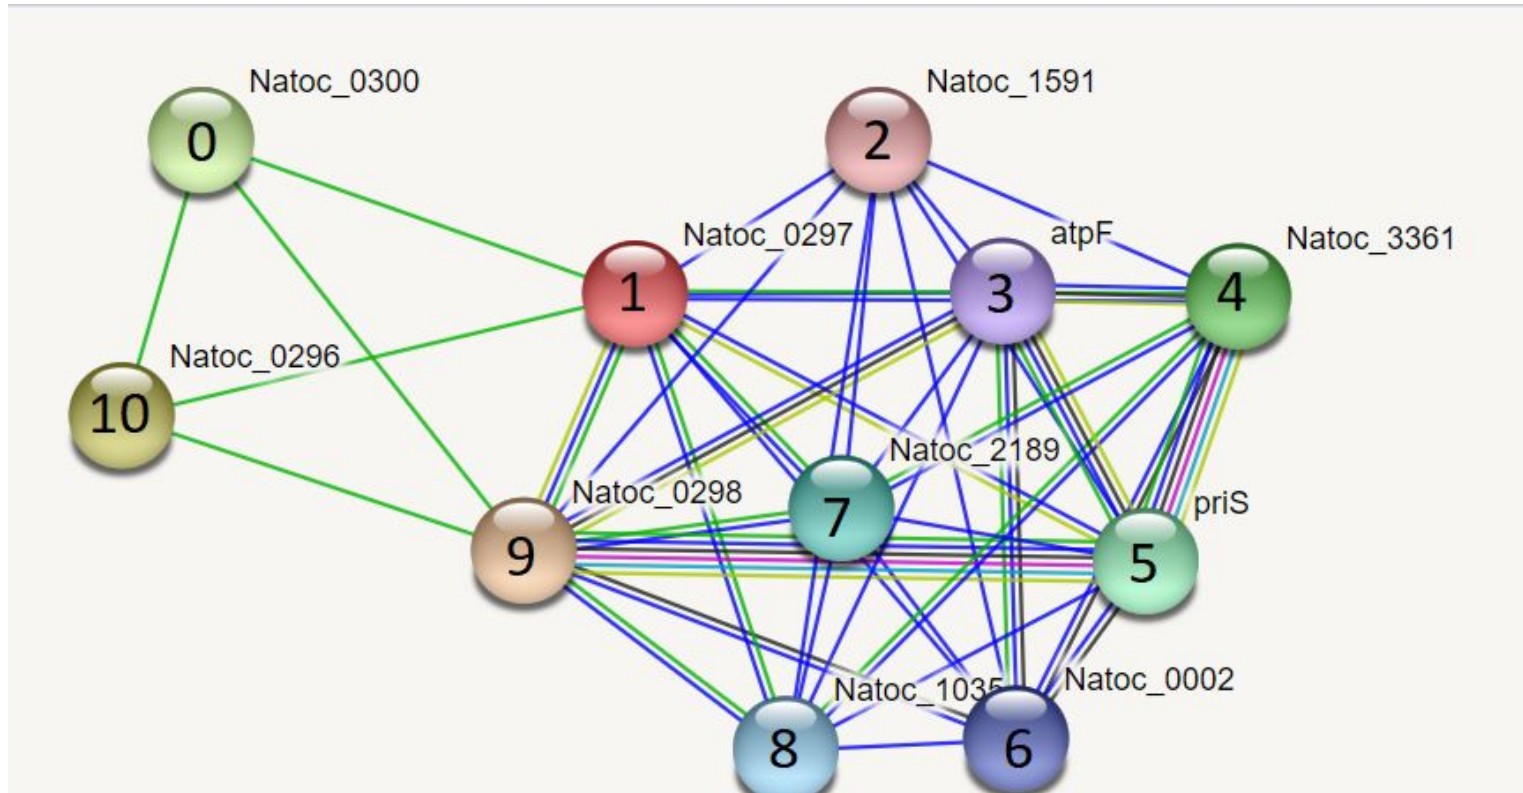 Natoc_0300
Natoc_1591
0
2
Natoc_0297
atpF
Natoc_3361
1
3
4
Natoc_0296
10
Natoc_2189
Natoc_0298
priS
7
9
5
Natoc_1035
Natoc_0002
8
6